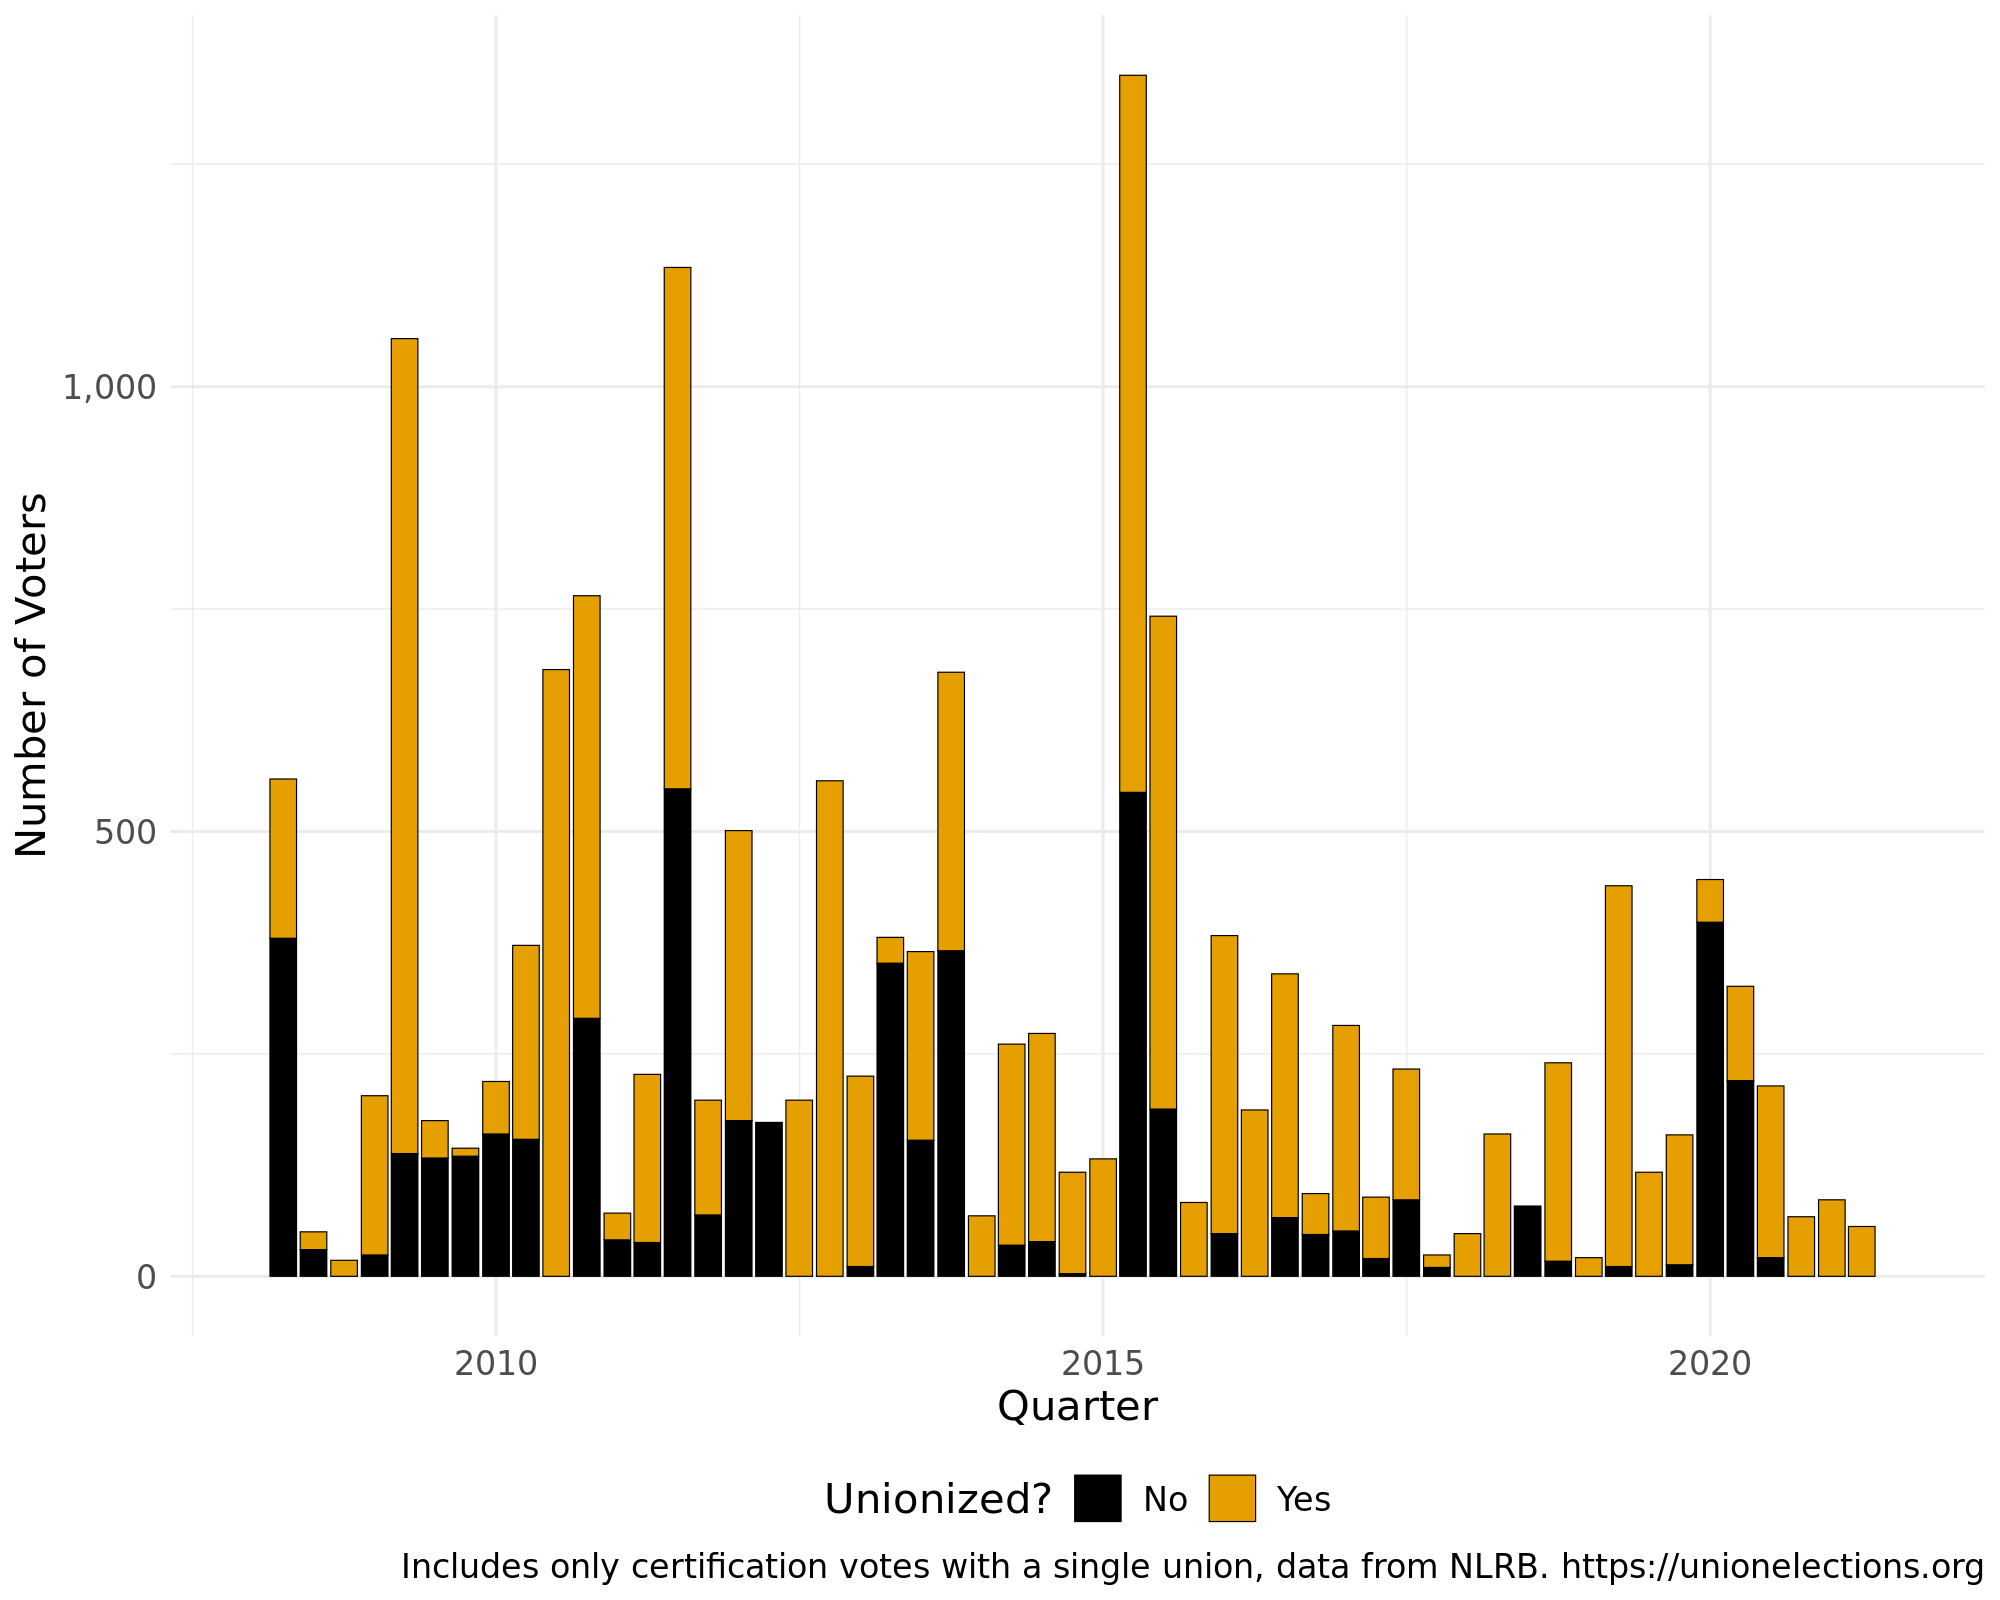 Number of Voters
1,000
500
0
2010 2015 2020
Quarter
Unionized? No Yes
Includes only certification votes with a single union, data from NLRB. https://unionelections.org